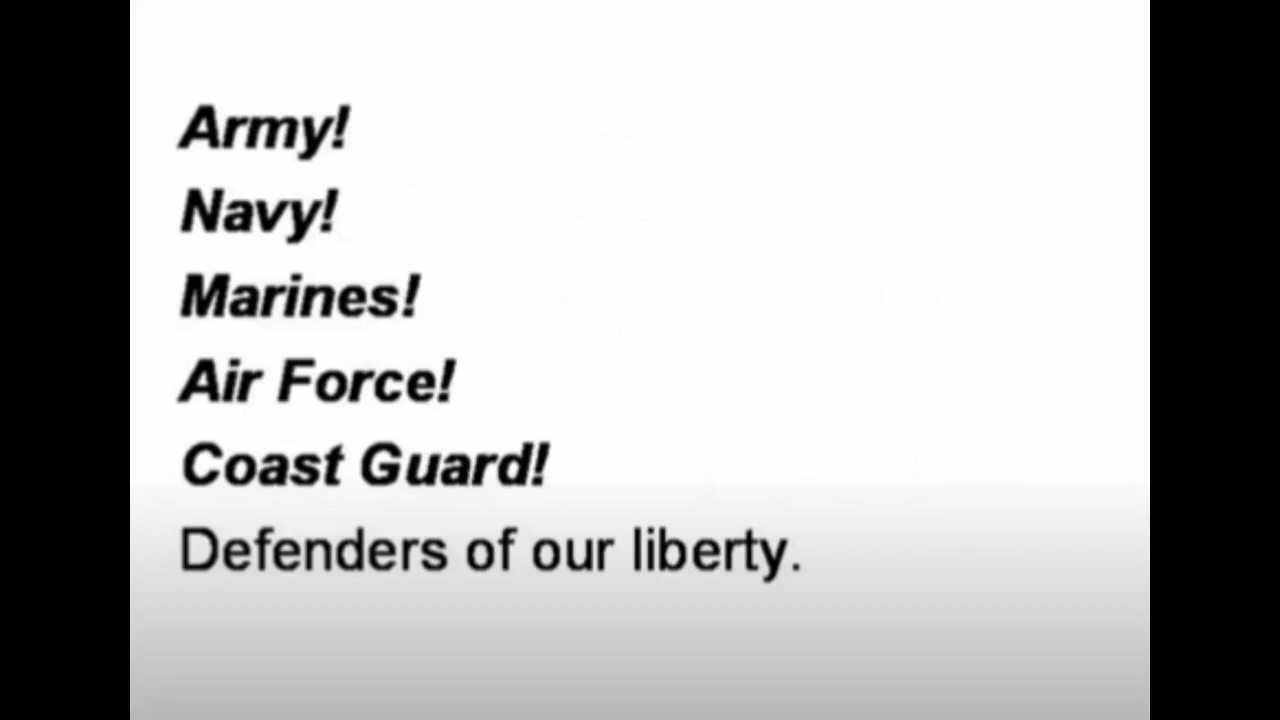 Army!
Navy!
Marines!
Air Force!
Coast Guard!
Defenders of our liberty.